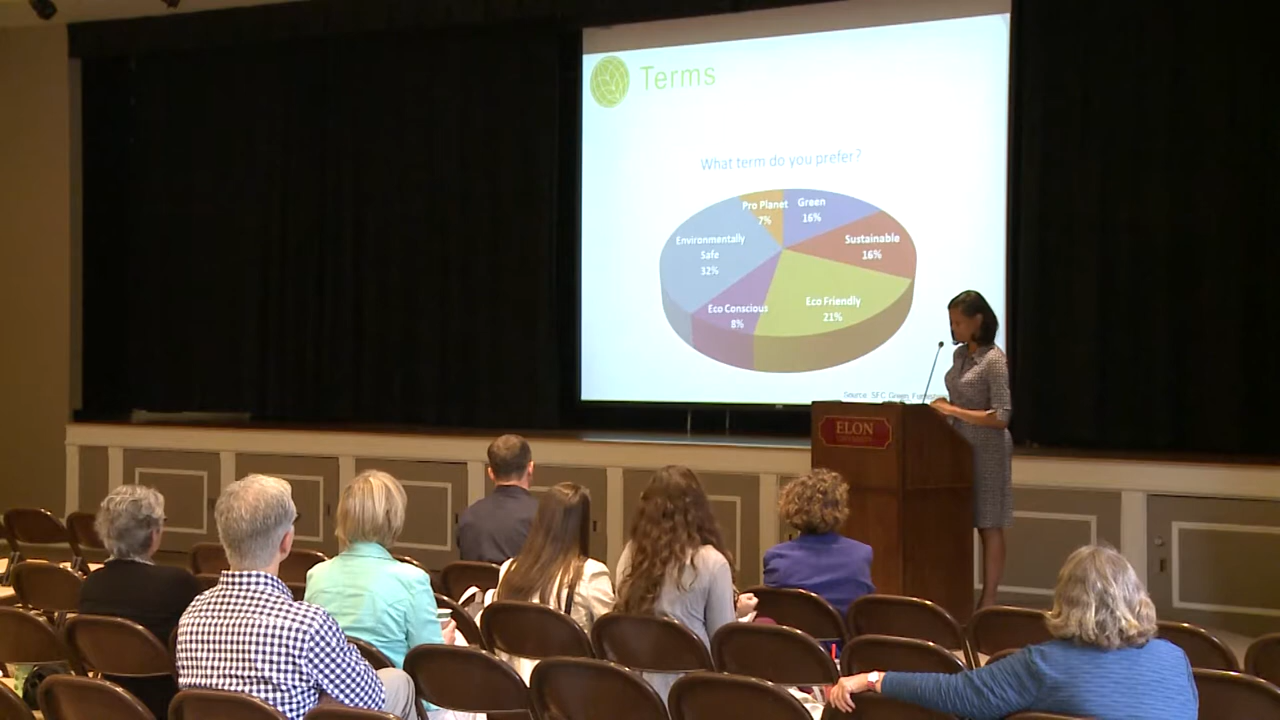 Terms
What term do you prefer?
Pro Planet
7%
Green
16%
Sustainable
16%
Environmentally
Safe
32%
Eco Conscious
8%
Eco Friendly
21%
Source: SFC Green
ELON
UNIVERSITY